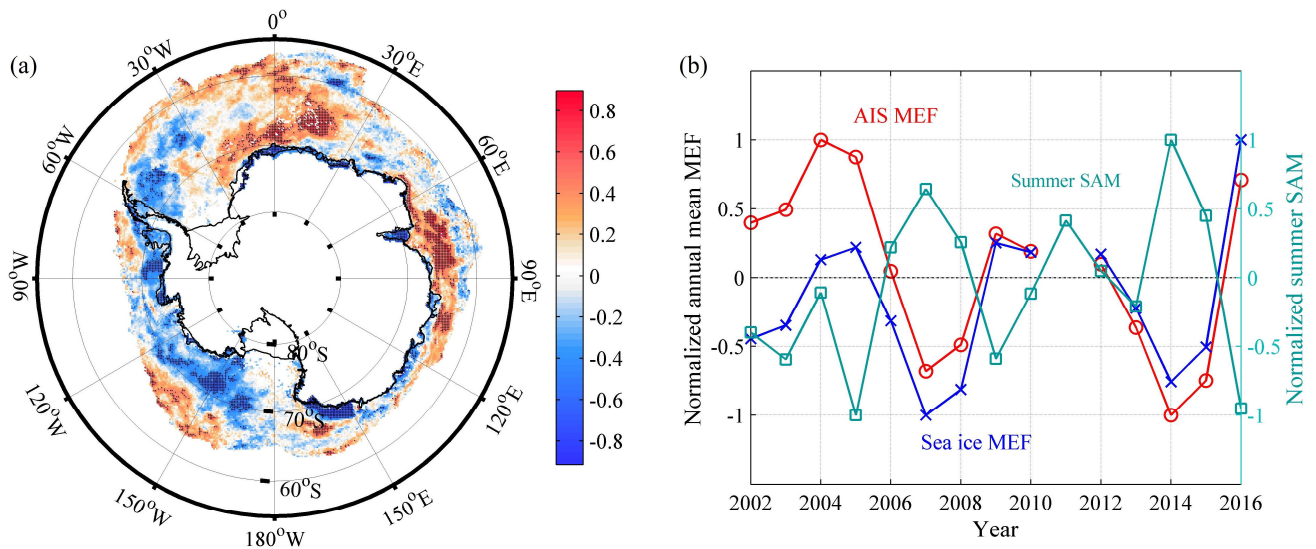 (a)
0°
30°E
60°E
90°E
120°E
150°E
180°W
150°W
120°W
90°W
60°W
30°W
80°S
70°S
60°S
0.8
0.6
0.4
0.2
0
-0.2
-0.4
-0.6
-0.8
(b)
Normalized annual mean MEF
1
0.5
0
-0.5
-1
AIS MEF
Summer SAM
Sea ice MEF
1
0.5
0
-0.5
-1
Normalized summer SAM
2002 2004 2006 2008 2010 2012 2014 2016
Year